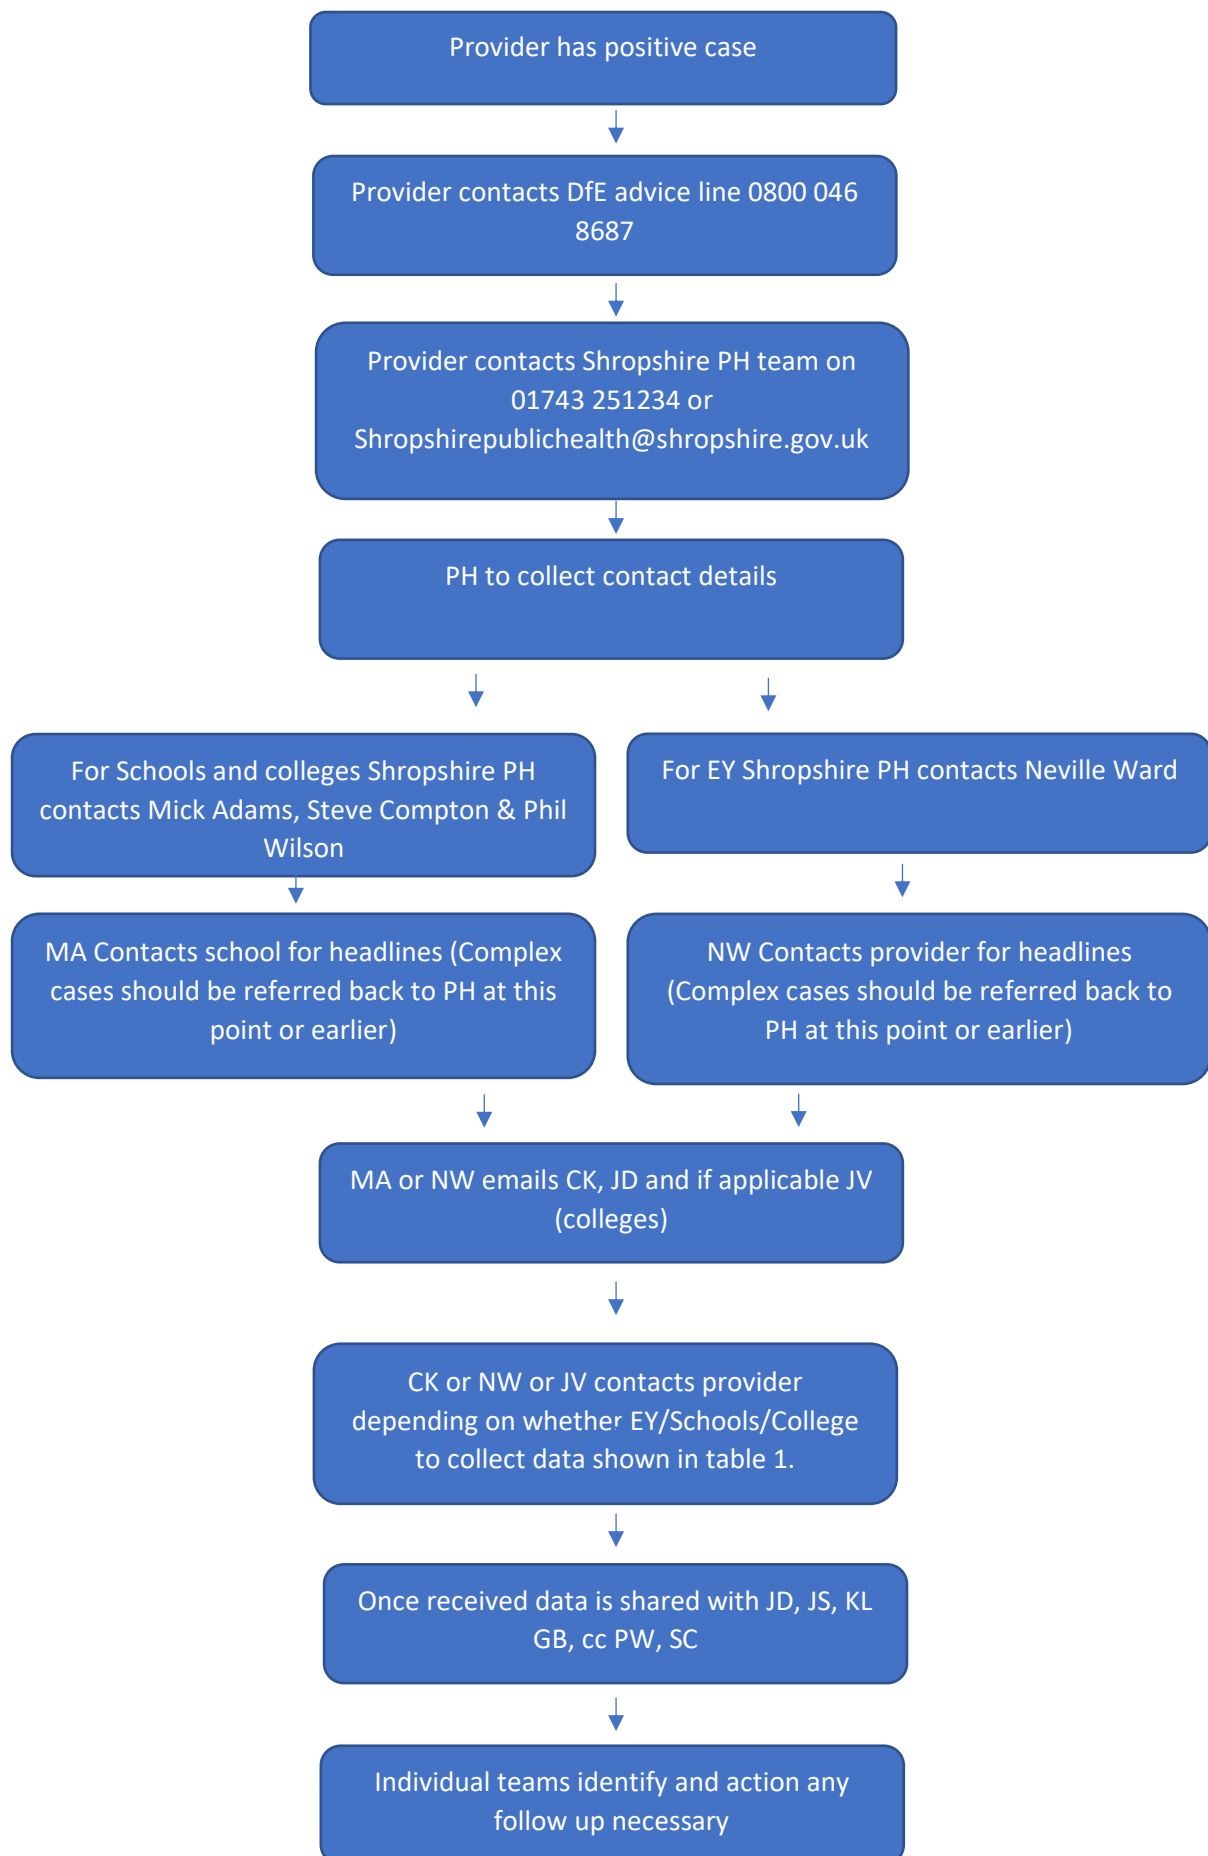 Provider has positive case
Provider contacts DfE advice line 0800 046
8687
Provider contacts Shropshire PH team on
01743 251234 or
Shropshirepublichealth@shropshire.gov.uk
PH to collect contact details
For Schools and colleges Shropshire PH
contacts Mick Adams, Steve Compton & Phil
Wilson
For EY Shropshire PH contacts Neville Ward
MA Contacts school for headlines (Complex
cases should be referred back to PH at this
point or earlier)
NW Contacts provider for headlines
(Complex cases should be referred back to
PH at this point or earlier)
MA or NW emails CK, JD and if applicable JV
(colleges)
CK or NW or JV contacts provider
depending on whether EY/Schools/College
to collect data shown in table 1.
Once received data is shared with JD, JS, KL
GB, cc PW, SC
Individual teams identify and action any
follow up necessary